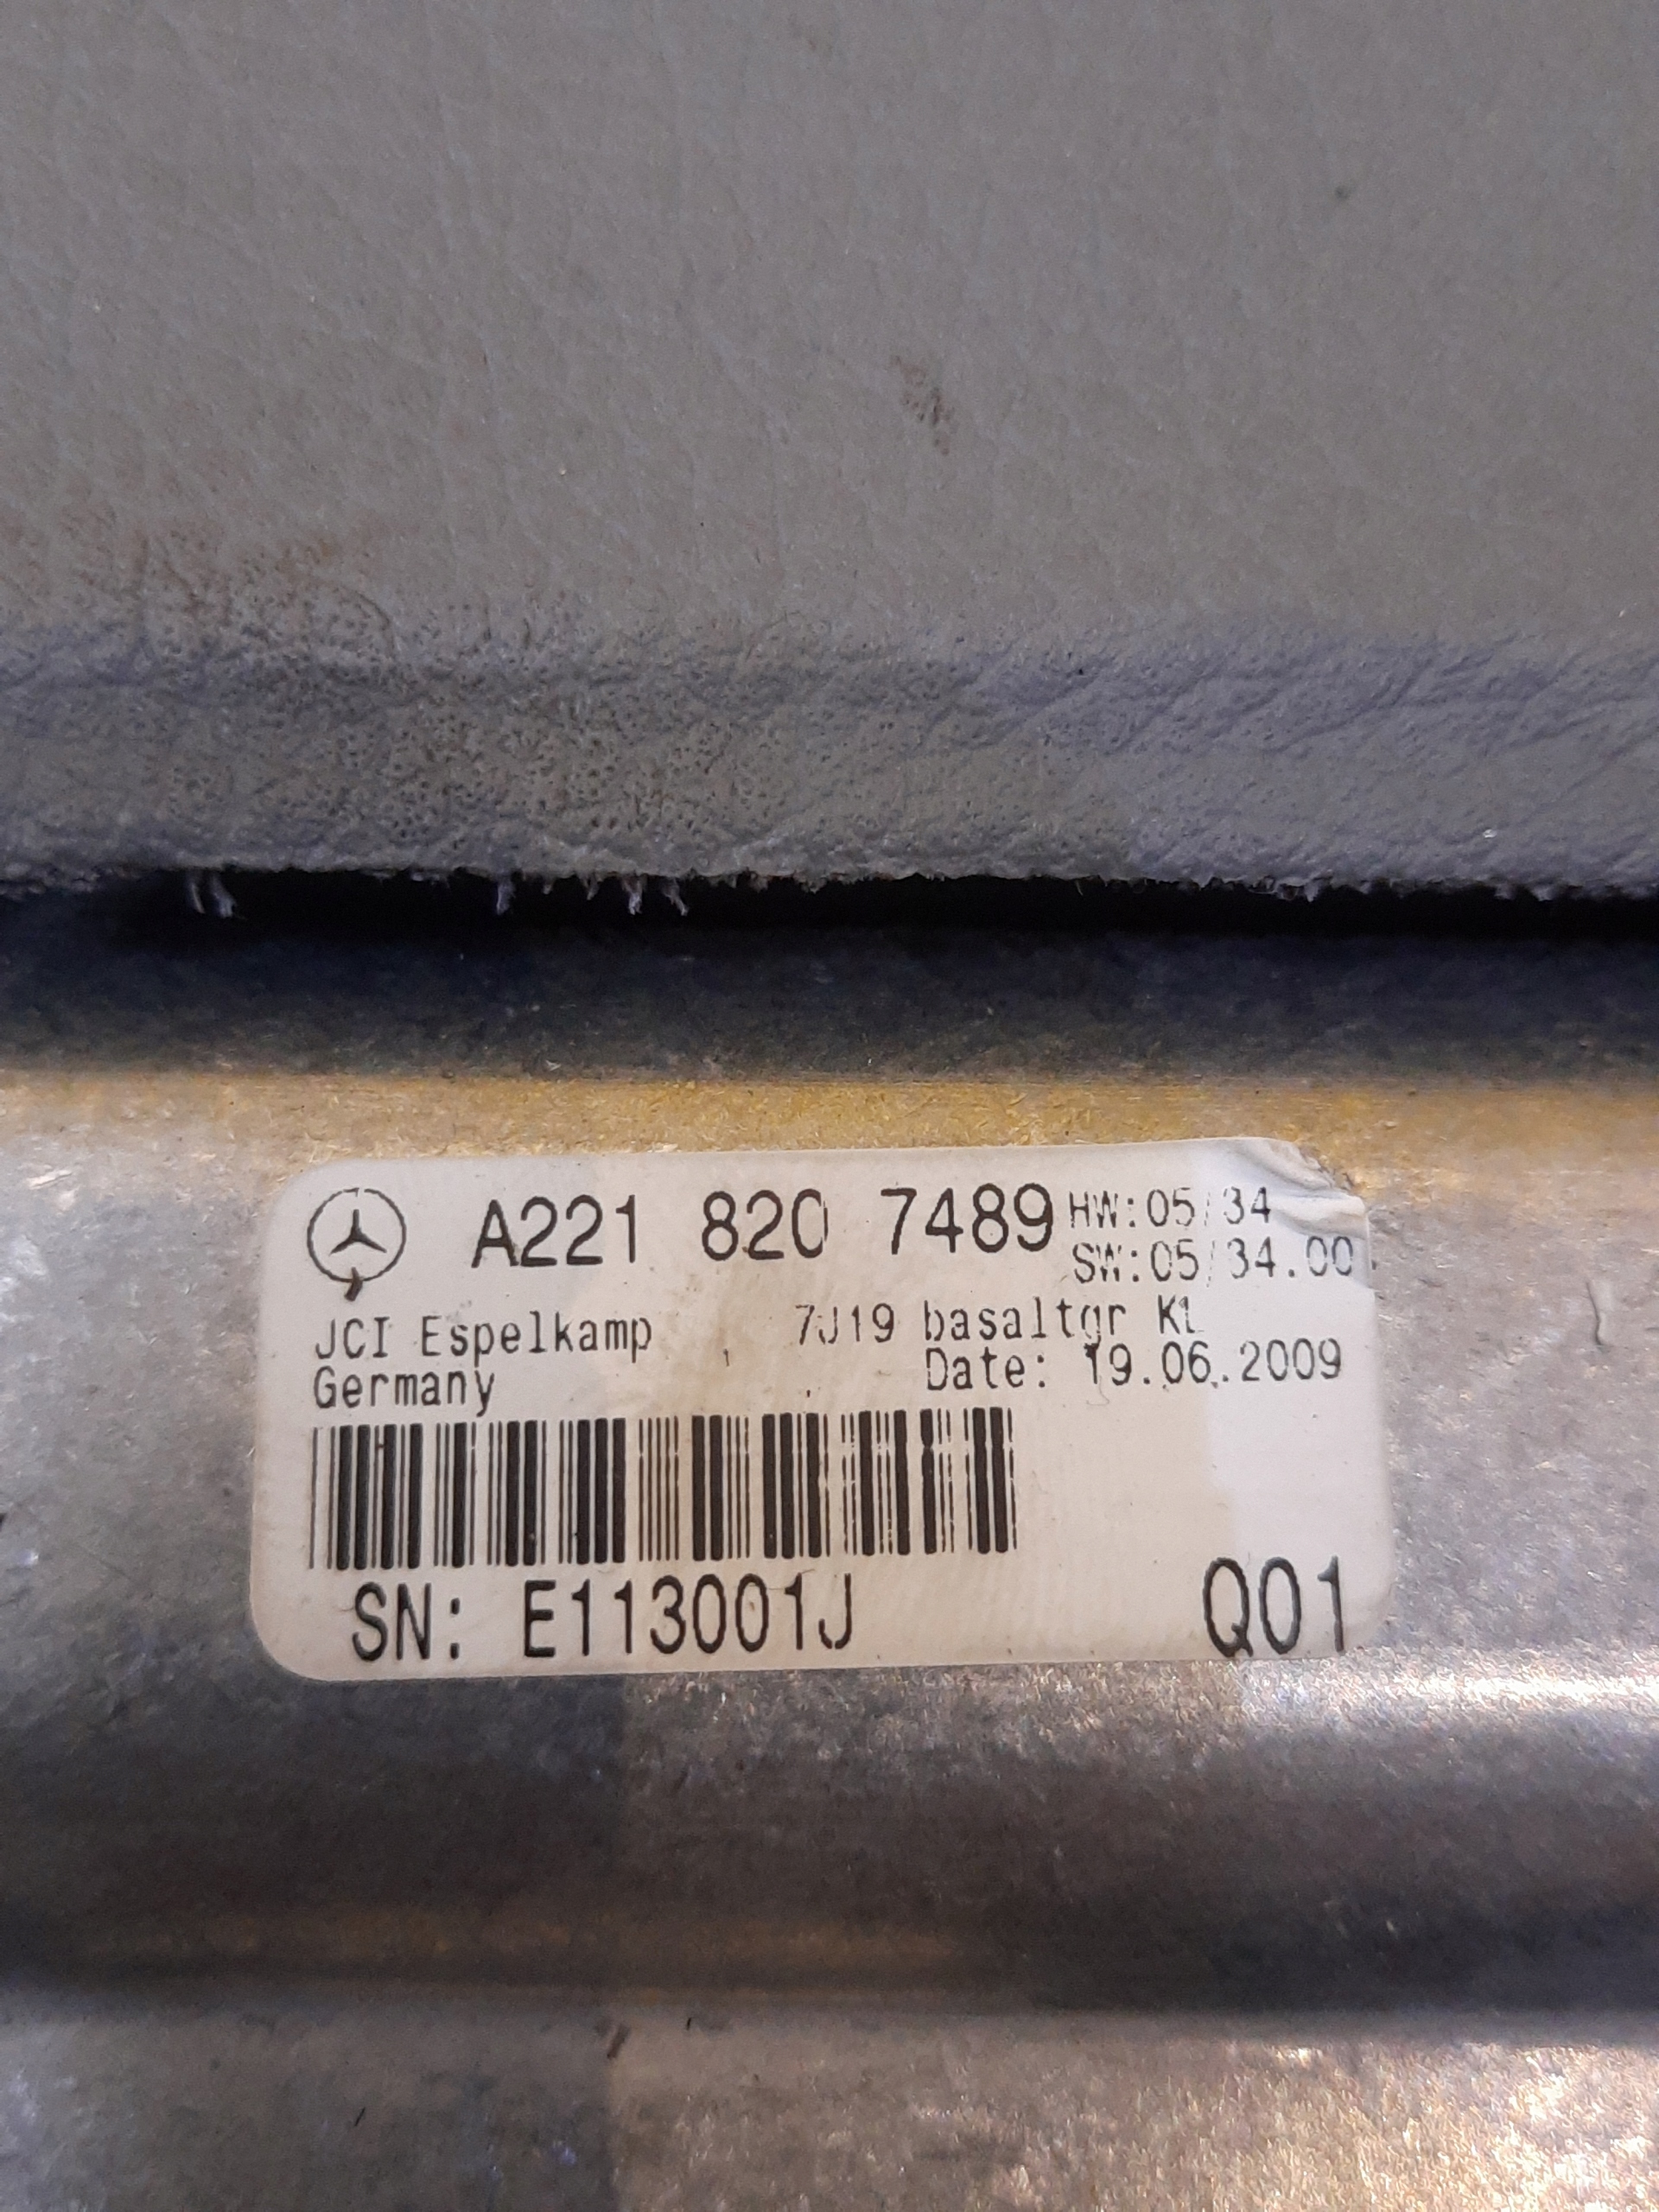 A221 820 7489 HW:05/34
SW:05/34.00
JCI Espelkamp 7J19 basaltgr KL
Germany Date: 19.06.2009
SN: E113001J Q01